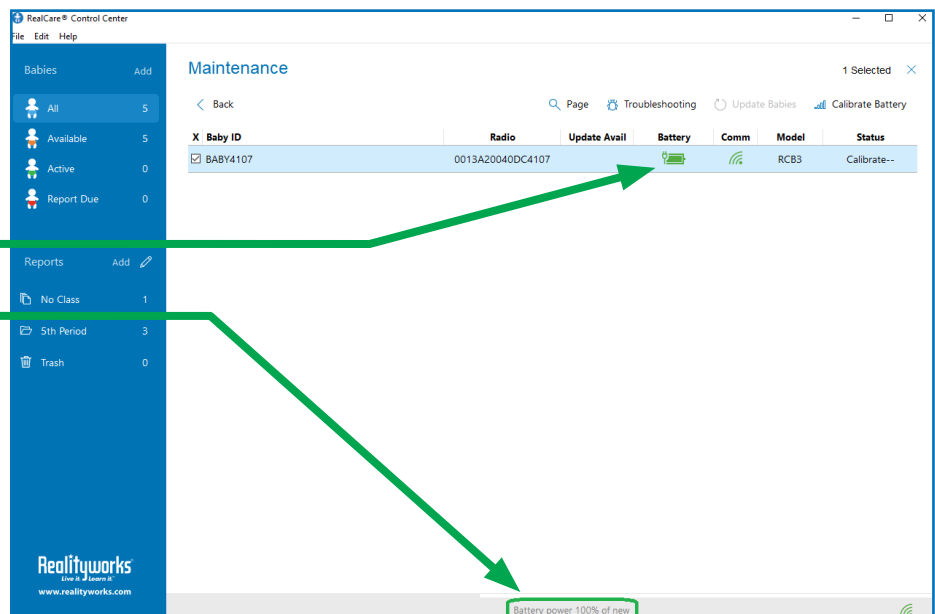 RealCare® Control Center
File Edit Help
Babies Add
All 5
Available 5
Active 0
Report Due 0
Reports Add
No Class 1
5th Period 3
Trash 0
Realityworks®
Live it. Learn it.™
www.realityworks.com
Maintenance
1 Selected ×
< Back
Page Troubleshooting Update Babies Calibrate Battery
X Baby ID Radio Update Avail Battery Comm Model Status
BABY4107 0013A20040DC4107 RCB3 Calibrate--
Battery power 100% of new